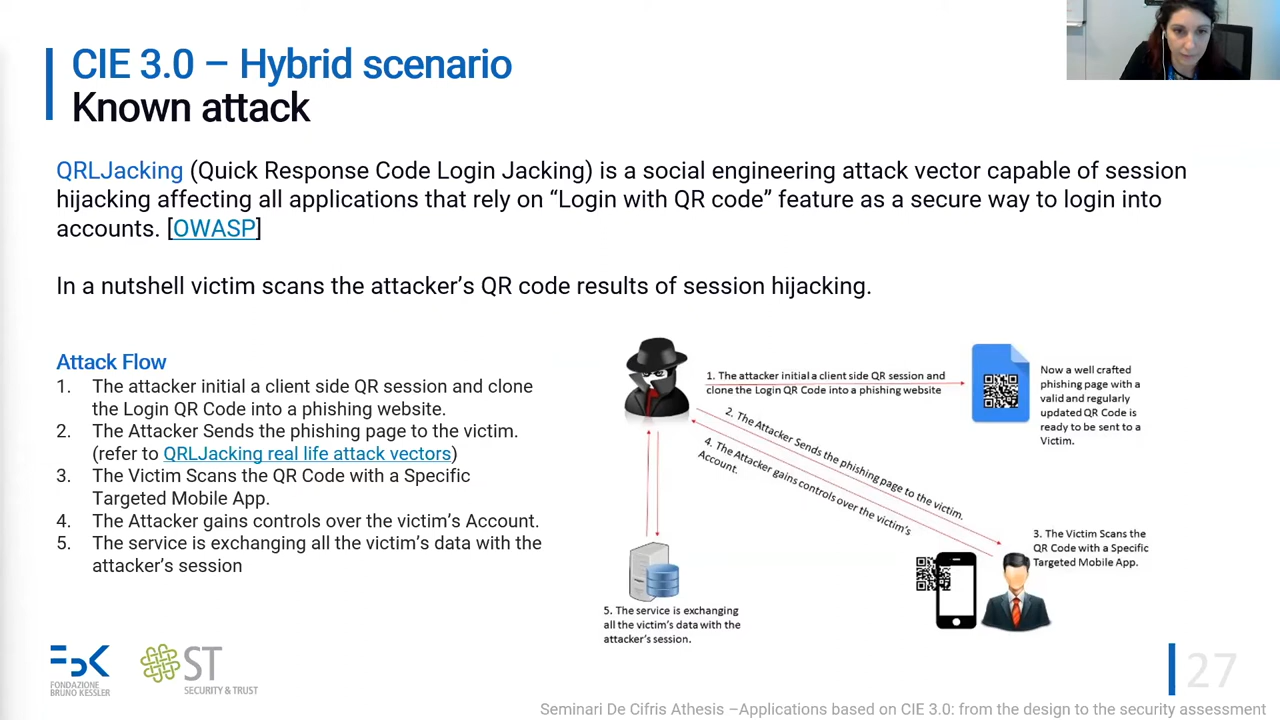 CIE 3.0 – Hybrid scenario
Known attack
QRLJacking (Quick Response Code Login Jacking) is a social engineering attack vector capable of session
hijacking affecting all applications that rely on “Login with QR code” feature as a secure way to login into
accounts. [OWASP]
In a nutshell victim scans the attacker’s QR code results of session hijacking.
Attack Flow
1. The attacker initial a client side QR session and clone
the Login QR Code into a phishing website.
2. The Attacker Sends the phishing page to the victim.
(refer to QRLJacking real life attack vectors)
3. The Victim Scans the QR Code with a Specific
Targeted Mobile App.
4. The Attacker gains controls over the victim’s Account.
5. The service is exchanging all the victim’s data with the
attacker’s session
1. The attacker initial a client side QR session and
clone the Login QR Code into a phishing website
Now a well crafted
phishing page with a
valid and regularly
updated QR Code is
ready to be sent to a
Victim.
2. The Attacker Sends the phishing page to the victim.
4. The Attacker gains controls over the victim's
Account.
3. The Victim Scans the
QR Code with a Specific
Targeted Mobile App.
5. The service is exchanging
all the victim's data with the
attacker's session.
FBK
FONDAZIONE
BRUNO KESSLER
ST
SECURITY & TRUST
27
Seminari De Cifris Athesis –Applications based on CIE 3.0: from the design to the security assessment